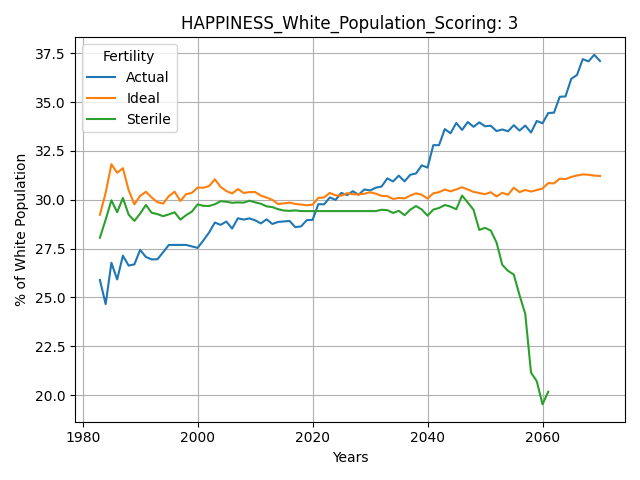 HAPPINESS_White_Population_Scoring: 3
Fertility
Actual
Ideal
Sterile
% of White Population
37.5
35.0
32.5
30.0
27.5
25.0
22.5
20.0
1980 2000 2020 2040 2060
Years